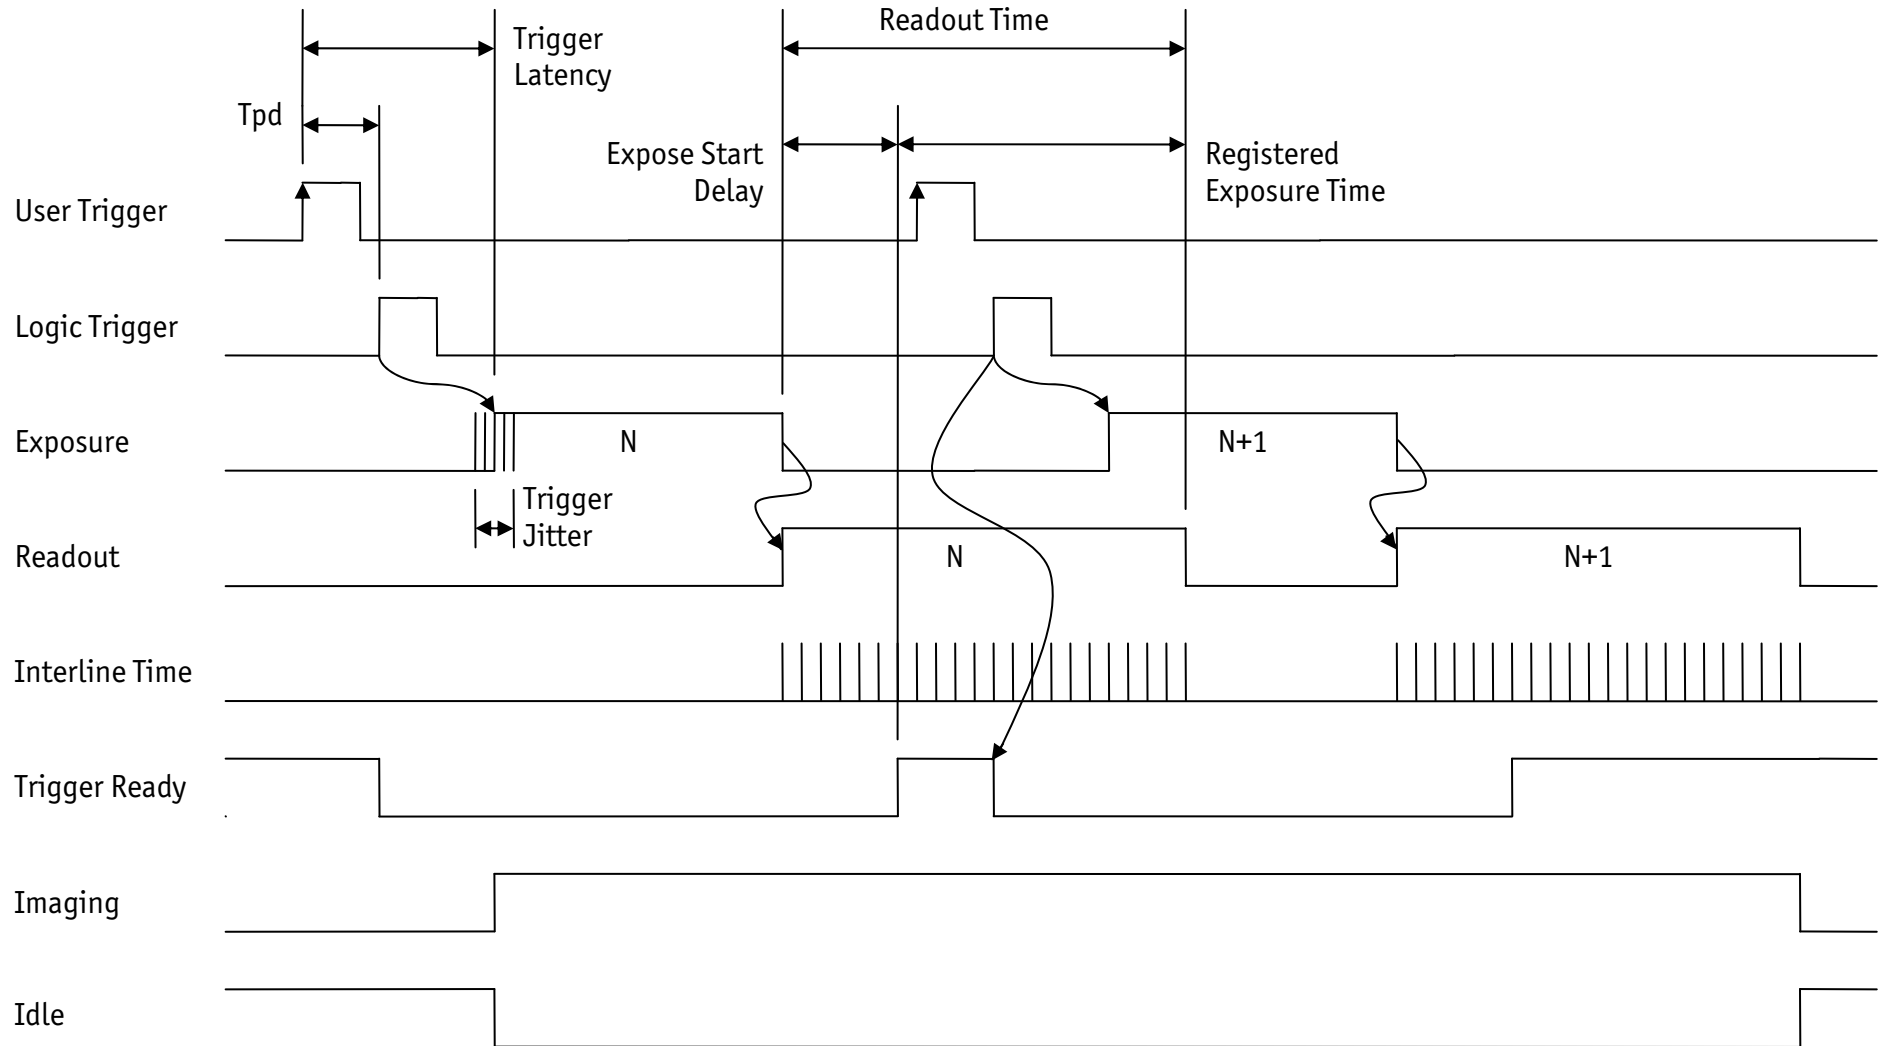 Readout Time
Trigger
Latency
Tpd
Expose Start
Delay
Registered
Exposure Time
User Trigger
Logic Trigger
Exposure
N
N+1
Trigger
Jitter
Readout
N
N+1
Interline Time
Trigger Ready
Imaging
Idle